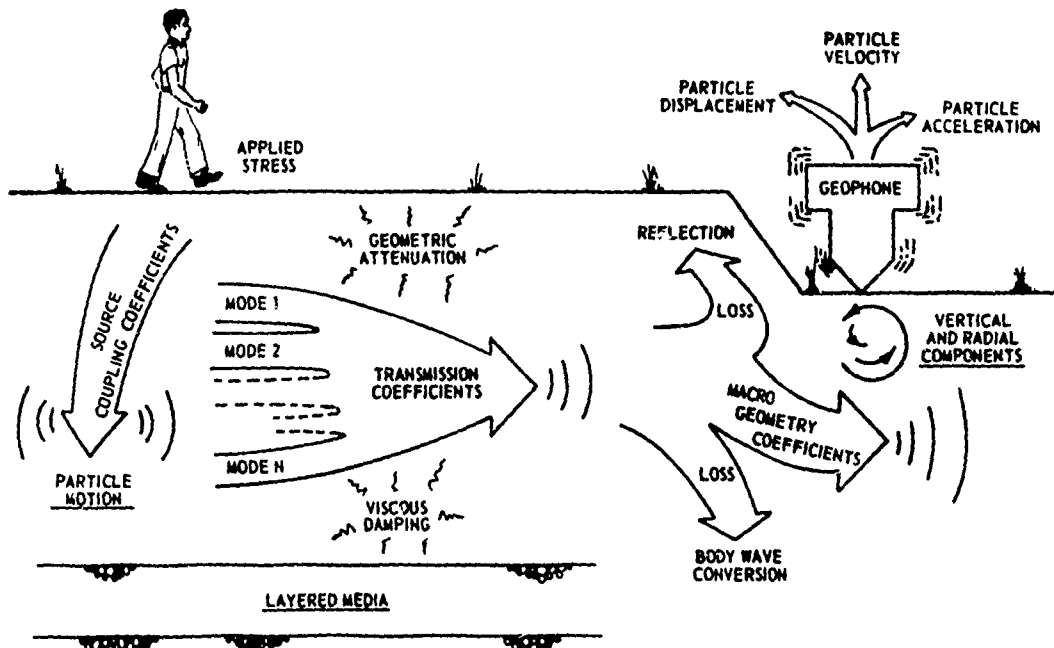 APPLIED
STRESS
PARTICLE
VELOCITY
PARTICLE
DISPLACEMENT
PARTICLE
ACCELERATION
GEOPHONE
SOURCE
COUPLING COEFFICIENTS
PARTICLE
MOTION
GEOMETRIC
ATTENUATION
MODE 1
MODE 2
MODE N
TRANSMISSION
COEFFICIENTS
VISCOUS
DAMPING
REFLECTION
LOSS
MACRO
GEOMETRY
COEFFICIENTS
LOSS
BODY WAVE
CONVERSION
VERTICAL
AND RADIAL
COMPONENTS
LAYERED MEDIA